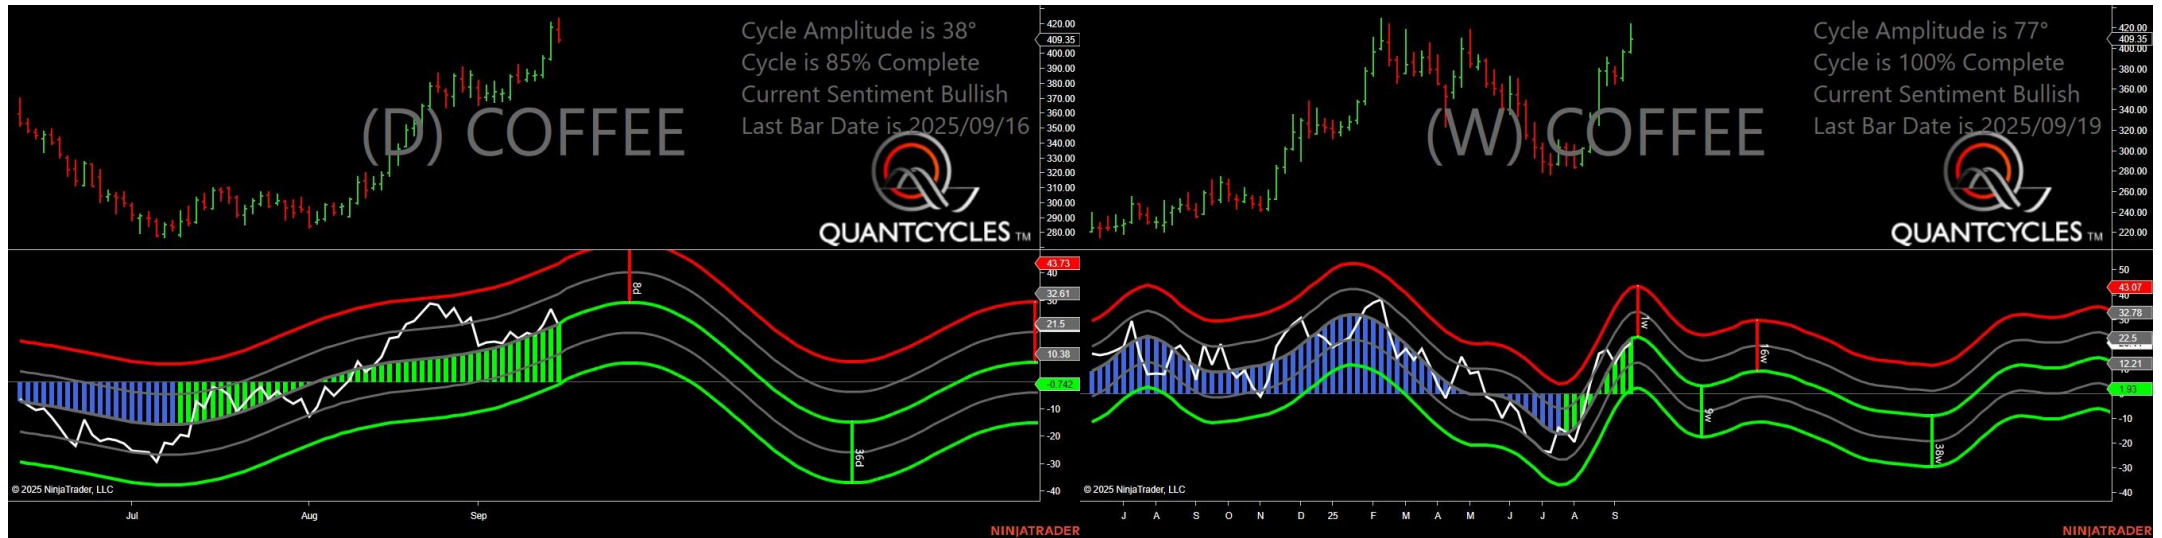 Cycle Amplitude is 38°
Cycle is 85% Complete
Current Sentiment Bullish
Last Bar Date is 2025/09/16
(D) COFFEE
QUANTCYCLES TM
420.00
409.35
400.00
390.00
380.00
370.00
360.00
350.00
340.00
330.00
320.00
310.00
300.00
290.00
280.00
43.73
40
32.61
30
21.5
10.38
-0.742
-10
-20
-30
-40
8d
36d
© 2025 NinjaTrader, LLC
Jul Aug Sep
NINJATRADER
Cycle Amplitude is 77°
Cycle is 100% Complete
Current Sentiment Bullish
Last Bar Date is 2025/09/19
(W) COFFEE
QUANTCYCLES TM
420.00
409.35
400.00
380.00
360.00
340.00
320.00
300.00
280.00
260.00
240.00
220.00
50
43.07
40
32.78
30
22.5
12.21
1.93
-10
-20
-30
-40
1w
16w
9w
38w
© 2025 NinjaTrader, LLC
J A S O N D 25 F M A M J J A S
NINJATRADER